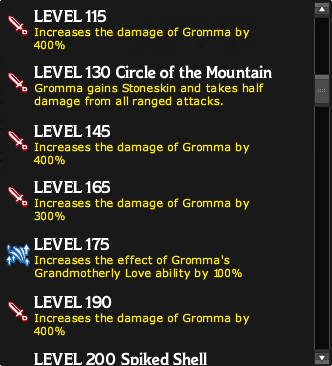 LEVEL 115
Increases the damage of Gromma by
400%
LEVEL 130 Circle of the Mountain
Gromma gains Stoneskin and takes half
damage from all ranged attacks.
LEVEL 145
Increases the damage of Gromma by
400%
LEVEL 165
Increases the damage of Gromma by
300%
LEVEL 175
Increases the effect of Gromma's
Grandmotherly Love ability by 100%
LEVEL 190
Increases the damage of Gromma by
400%
LEVEL 200 Spiked Shell